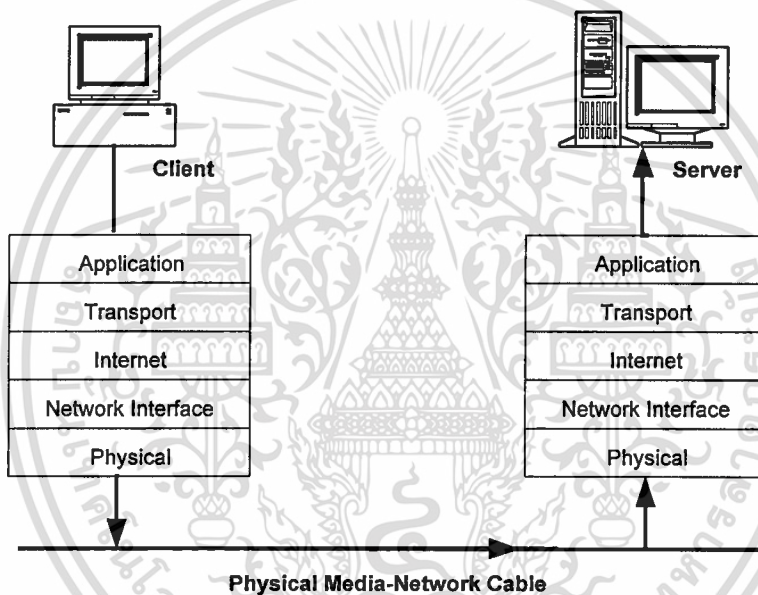 Client
Server
Application
Transport
Internet
Network Interface
Physical
Application
Transport
Internet
Network Interface
Physical
Physical Media-Network Cable